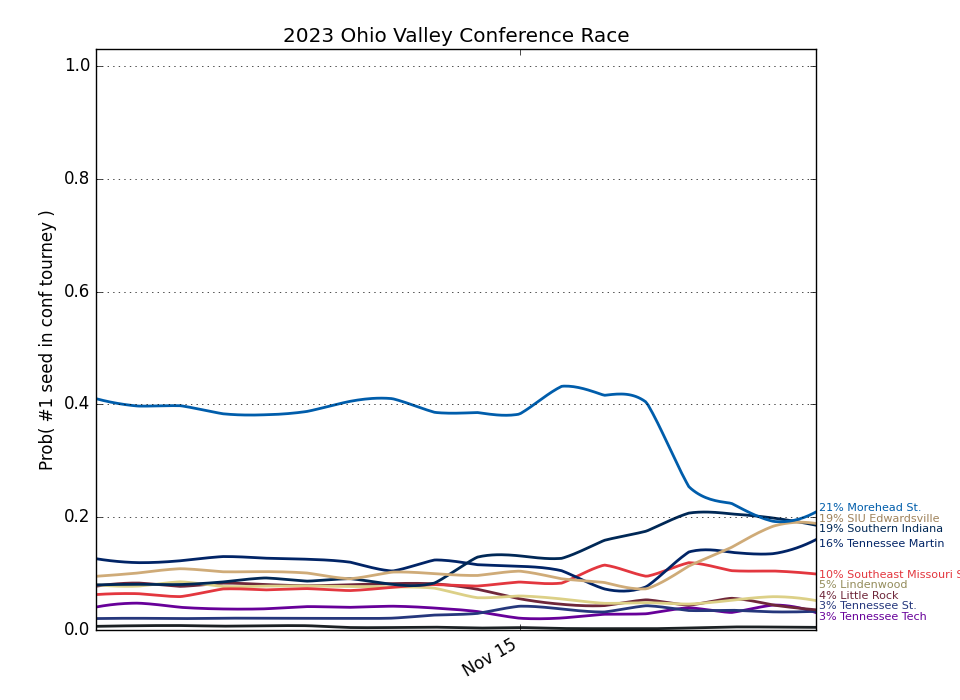 2023 Ohio Valley Conference Race
Prob( #1 seed in conf tourney )
1.0
0.8
0.6
0.4
0.2
0.0
Nov 15
21% Morehead St.
19% SIU Edwardsville
19% Southern Indiana
16% Tennessee Martin
10% Southeast Missouri S
5% Lindenwood
4% Little Rock
3% Tennessee St.
3% Tennessee Tech